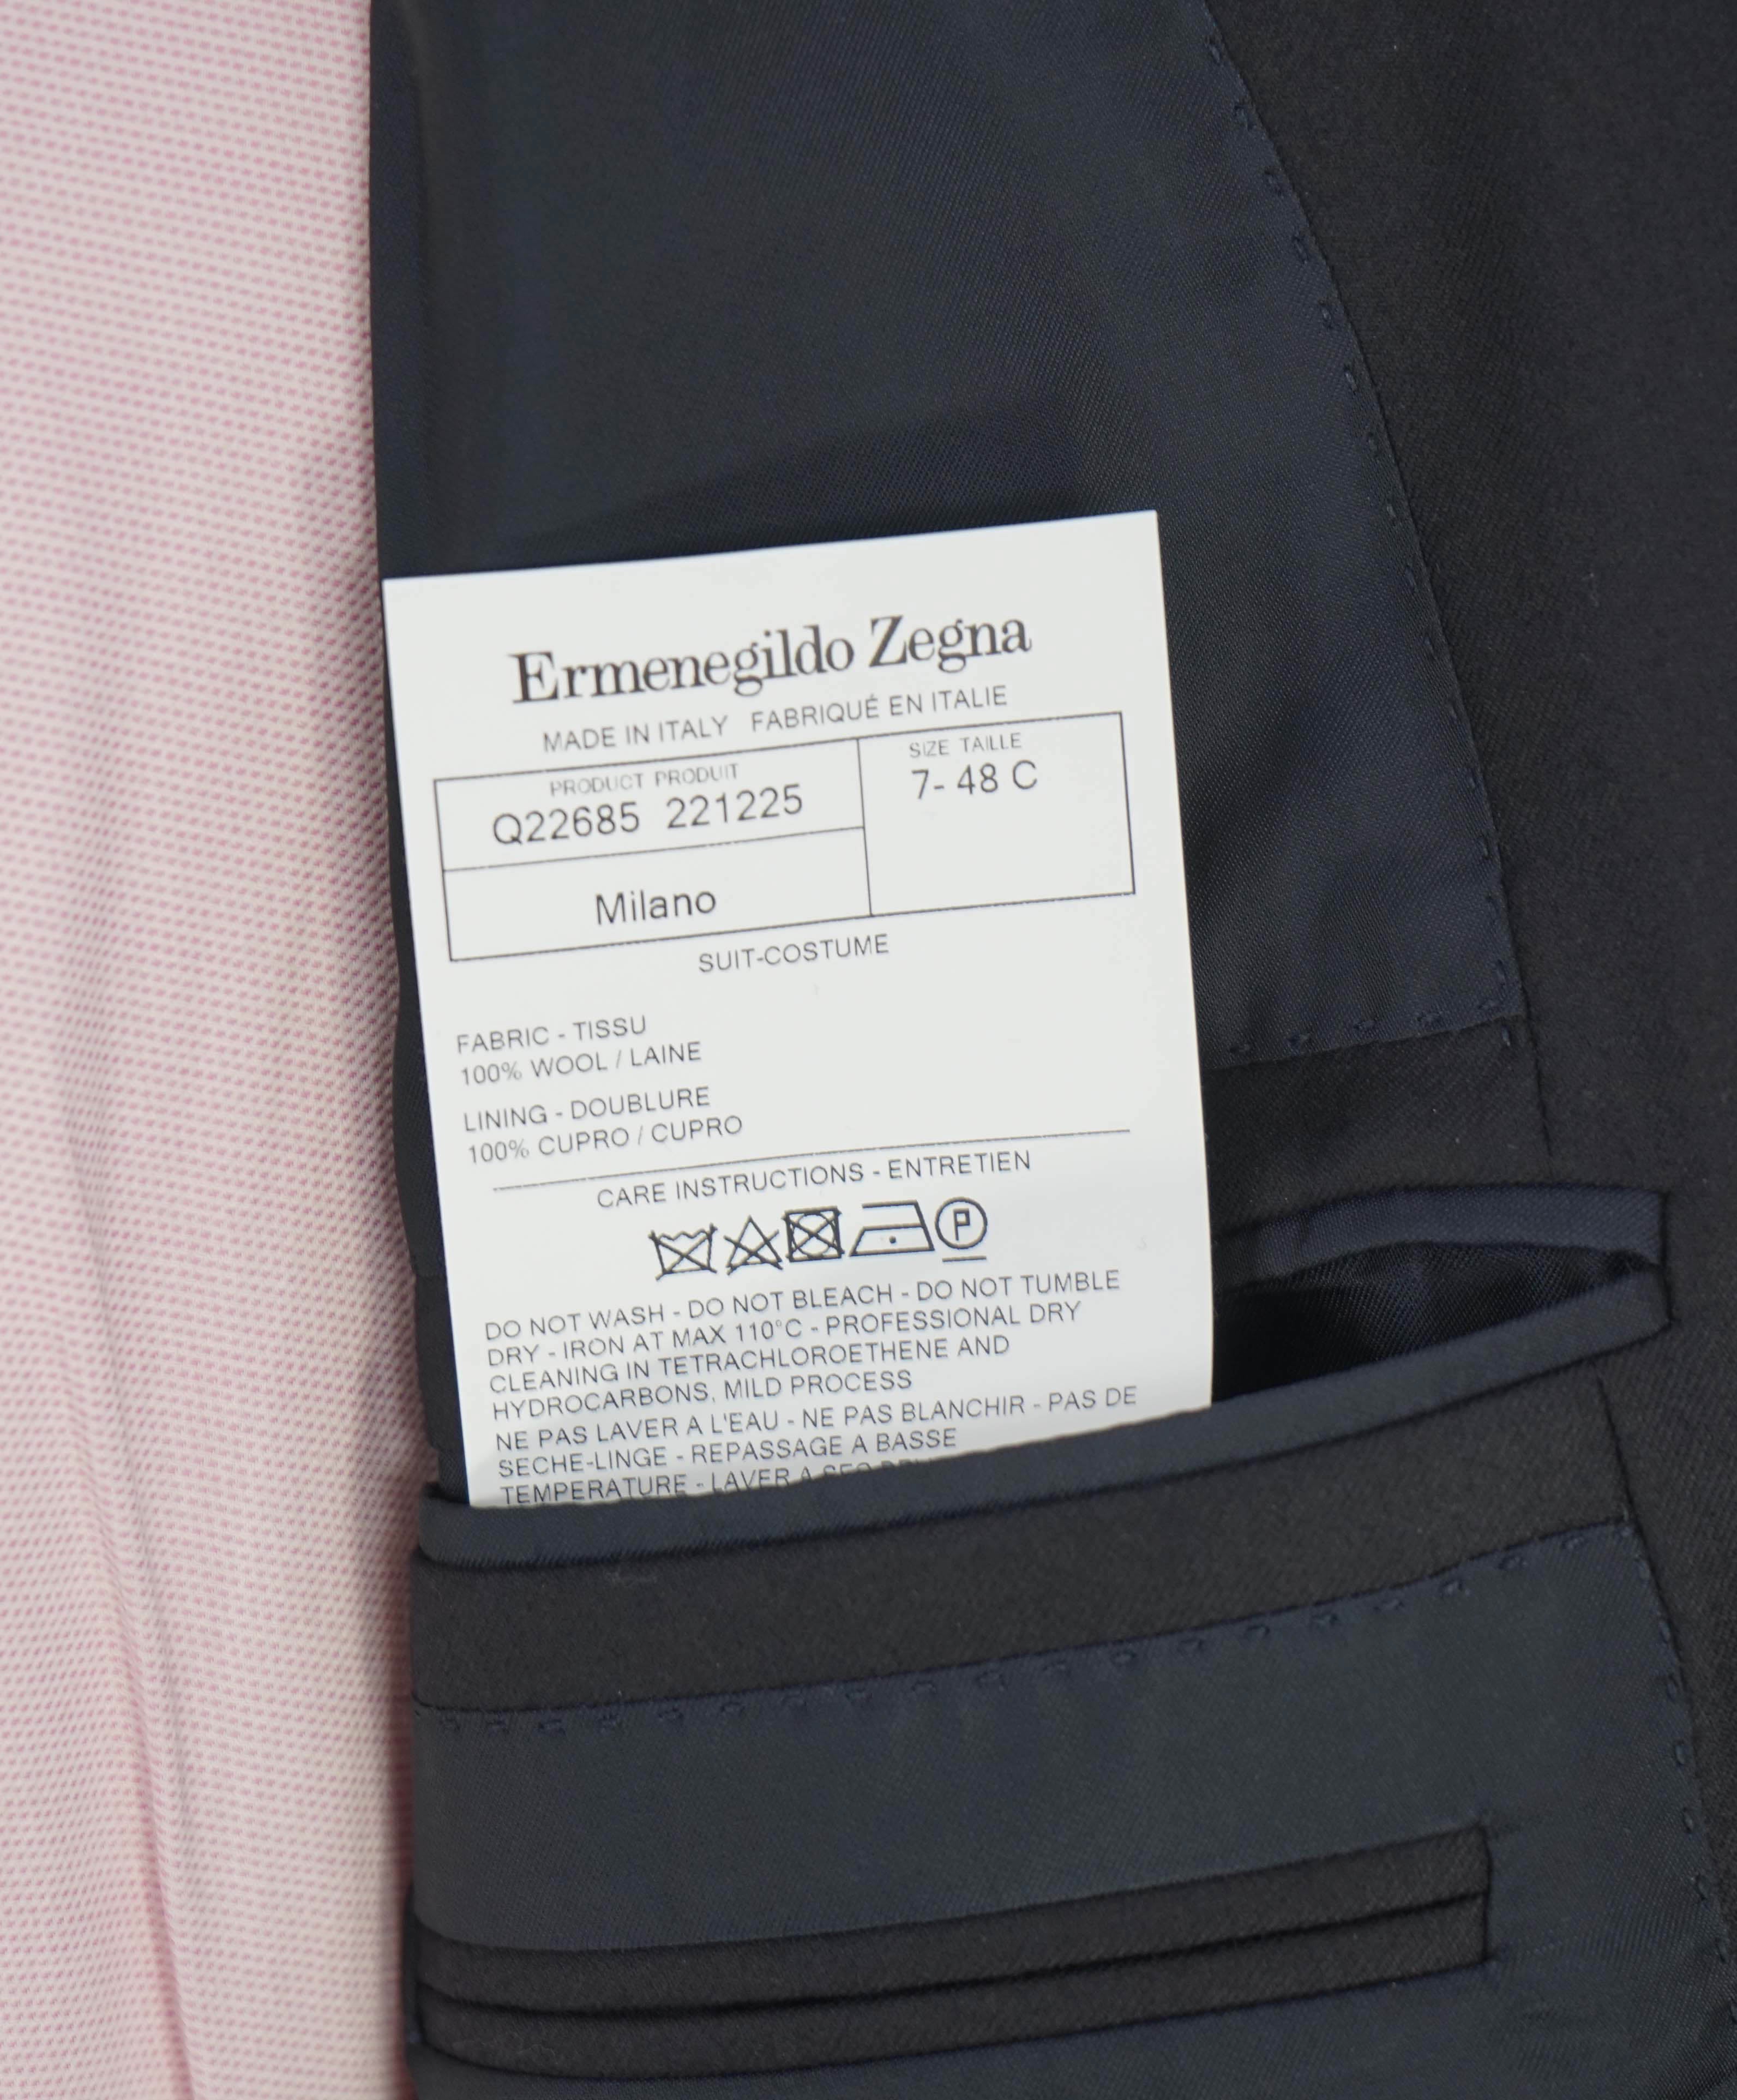 Ermenegildo Zegna
MADE IN ITALY FABRIQUÉ EN ITALIE
PRODUCT PRODUIT
Q22685 221225
SIZE TAILLE
7- 48 C
Milano
SUIT-COSTUME
FABRIC - TISSU
100% WOOL / LAINE
LINING - DOUBLURE
100% CUPRO / CUPRO
CARE INSTRUCTIONS - ENTRETIEN
P
DO NOT WASH - DO NOT BLEACH - DO NOT TUMBLE
DRY - IRON AT MAX 110°C - PROFESSIONAL DRY
CLEANING IN TETRACHLOROETHENE AND
HYDROCARBONS, MILD PROCESS
NE PAS LAVER A L'EAU - NE PAS BLANCHIR - PAS DE
SECHE-LINGE - REPASSAGE A BASSE
TEMPERATURE - LAVER A SEC